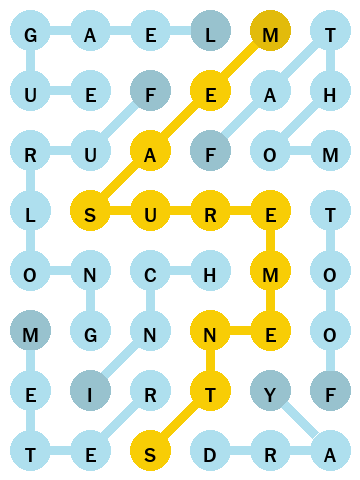 G A E L M T
U E F E A H
R U A F O M
L S U R E T
O N C H M O
M G N N E O
E I R T Y F
T E S D R A